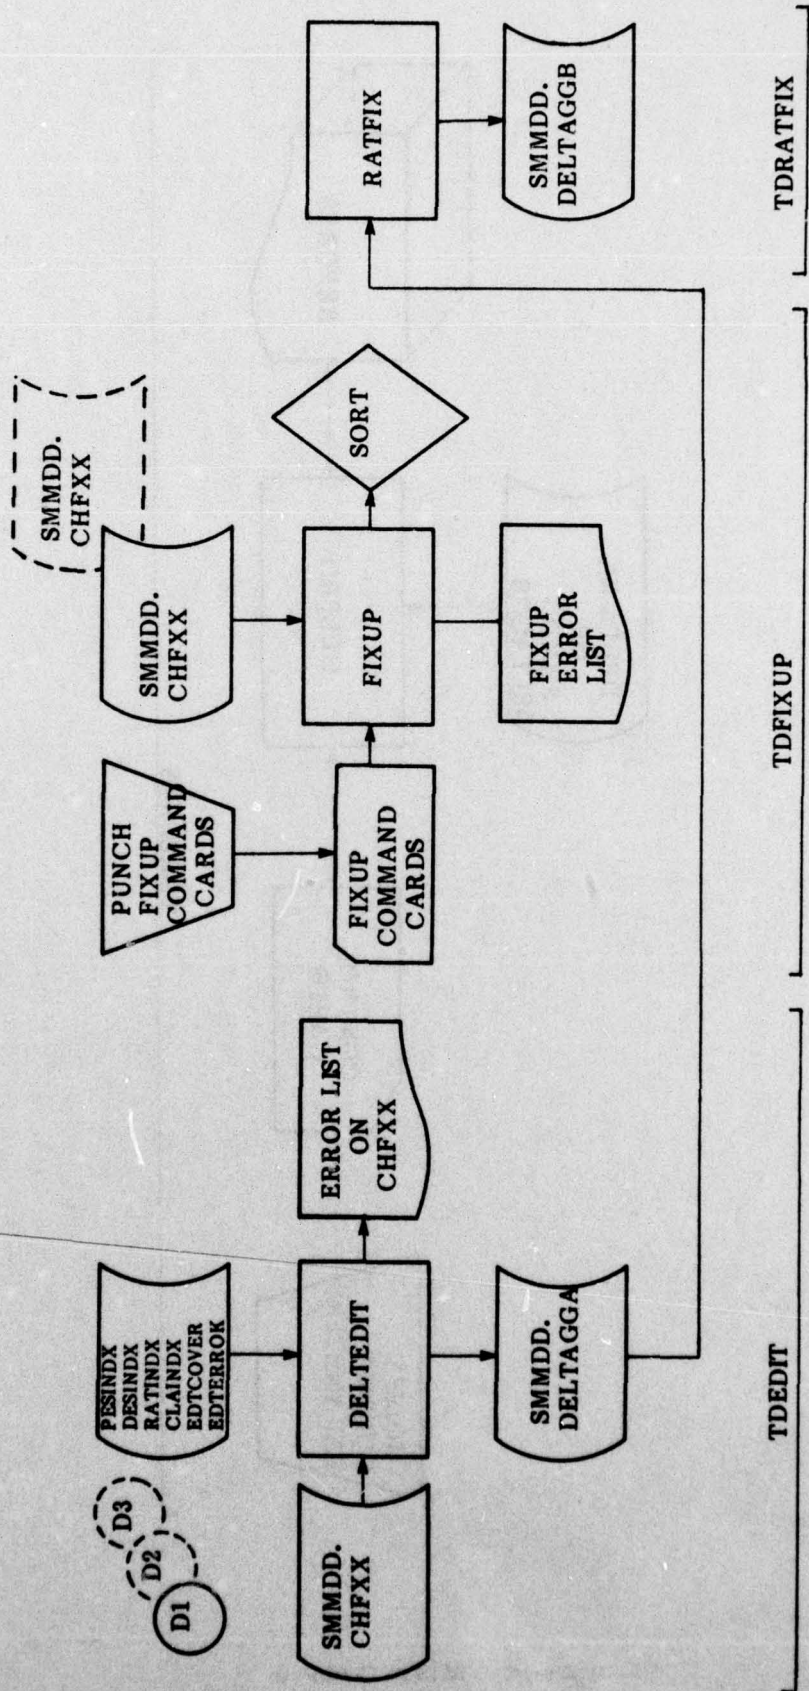 D1
D2
D3
PESINDX
DESINDX
RATINDX
CLAINDX
EDTCOVER
EDTERROK
SMMDD.
CHFXX
DELTEDIT
ERROR LIST
ON
CHFXX
SMMDD.
DELTAGGA
TDEDIT
PUNCH
FIXUP
COMMAND
CARDS
FIXUP
COMMAND
CARDS
SMMDD.
CHFXX
SMMDD.
CHFXX
FIXUP
SORT
FIXUP
ERROR
LIST
TDFIXUP
RATFIX
SMMDD.
DELTAGGB
TDRATFIX